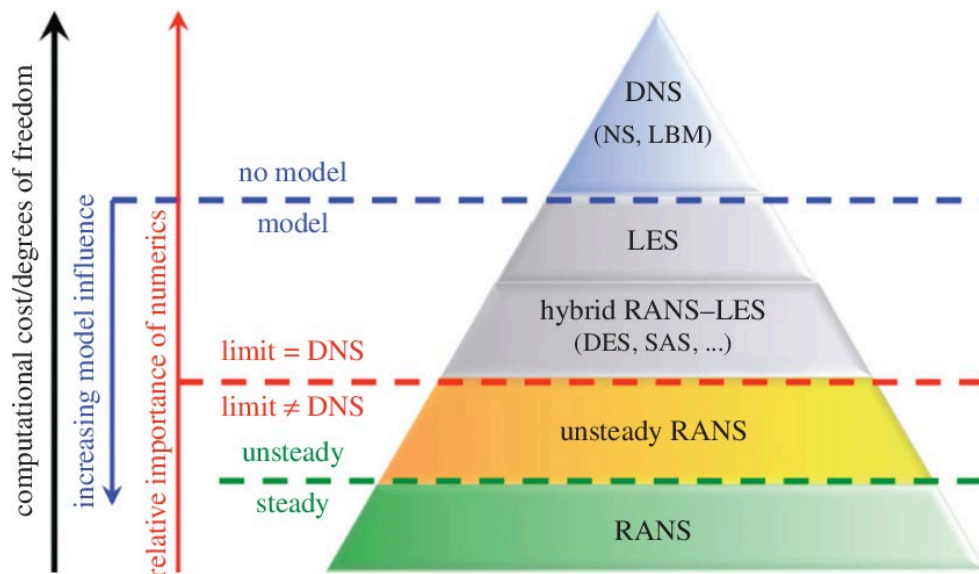 computational cost/degrees of freedom
increasing model influence
relative importance of numerics
no model
model
limit = DNS
limit ≠ DNS
unsteady
steady
DNS
(NS, LBM)
LES
hybrid RANS–LES
(DES, SAS, ...)
unsteady RANS
RANS